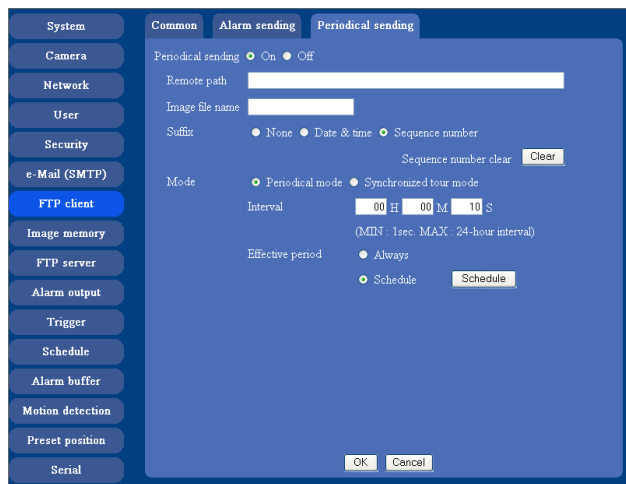 System
Camera
Network
User
Security
e-Mail (SMTP)
FTP client
Image memory
FTP server
Alarm output
Trigger
Schedule
Alarm buffer
Motion detection
Preset position
Serial
Common Alarm sending Periodical sending
Periodical sending On Off
Remote path
Image file name
Suffix None Date & time Sequence number
Sequence number clear Clear
Mode Periodical mode Synchronized tour mode
Interval 00 H 00 M 10 S
(MIN : 1sec. MAX : 24-hour interval)
Effective period Always
Schedule Schedule
OK Cancel